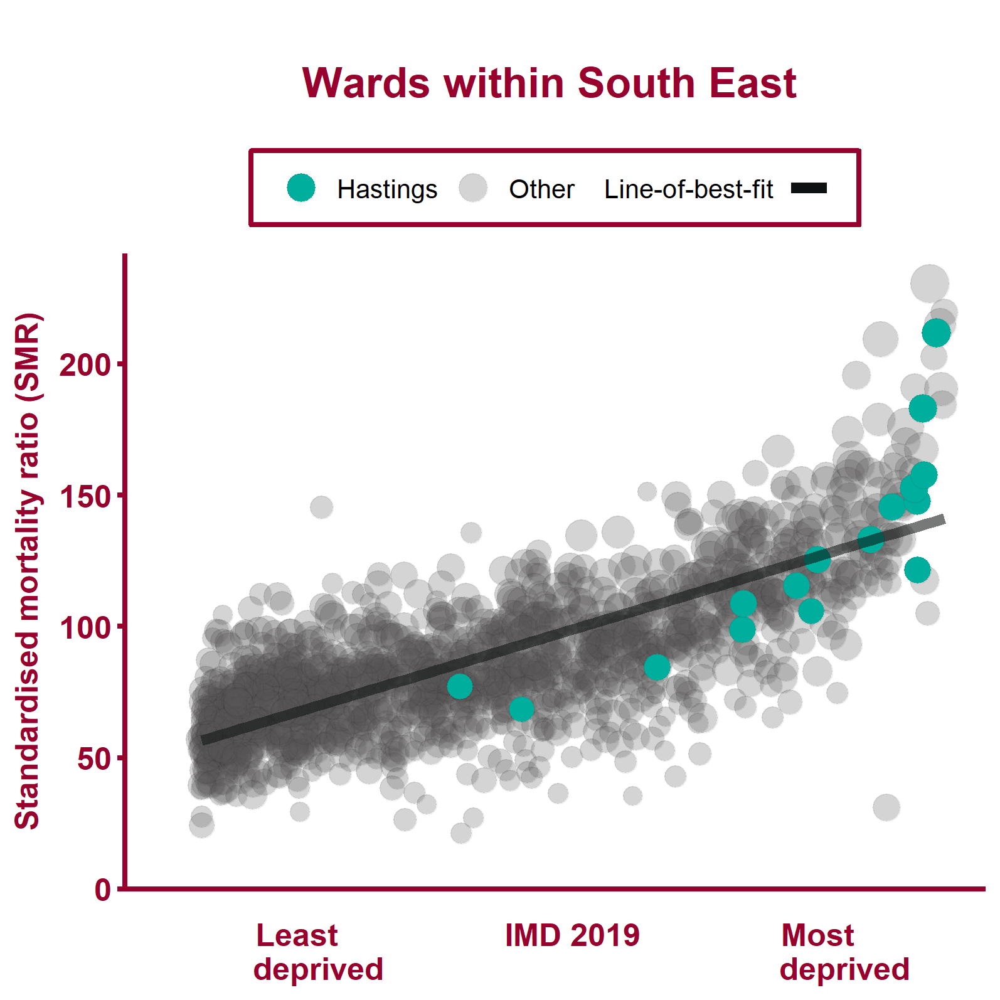 Wards within South East
Hastings Other Line-of-best-fit
Standardised mortality ratio (SMR)
200
150
100
50
0
Least deprived
IMD 2019
Most deprived